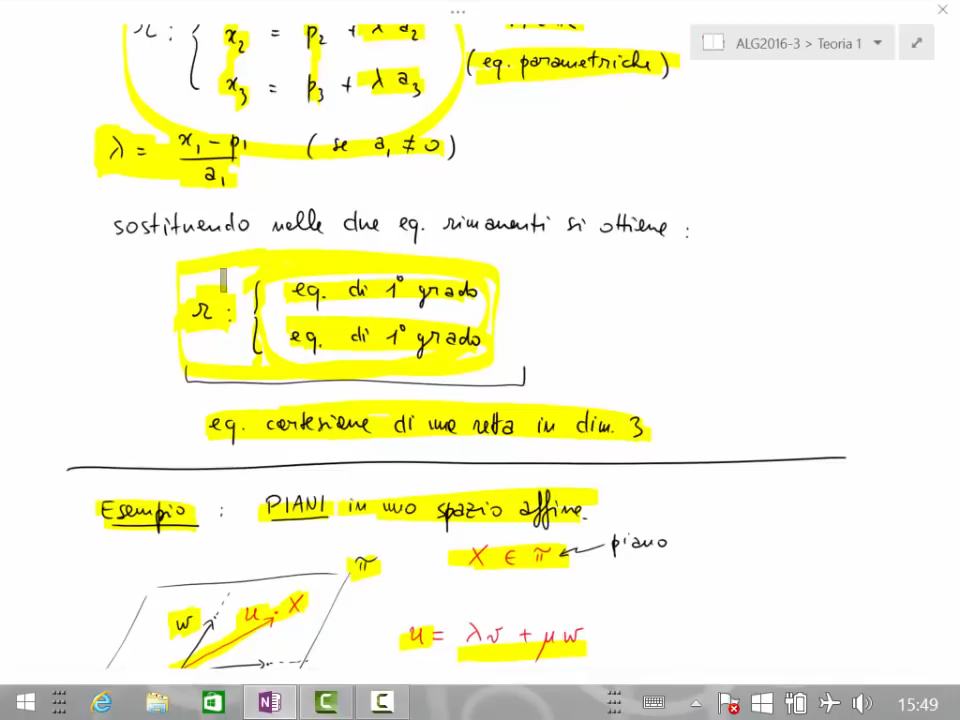 ALG2016-3 > Teoria 1
r : { x₂ = p₂ + λ a₂
x₃ = p₃ + λ a₃
(eq. parametriche)
λ = x₁ - p₁ / a₁ (se a₁ ≠ 0)
sostituendo nelle due eq. rimanenti si ottiene :
r : { eq. di 1° grado
eq. di 1° grado
eq. cartesiane di una retta in dim. 3
Esempio : PIANI in uno spazio affine.
X ∈ π ← piano
π
w u X
u = λv + μw
15:49